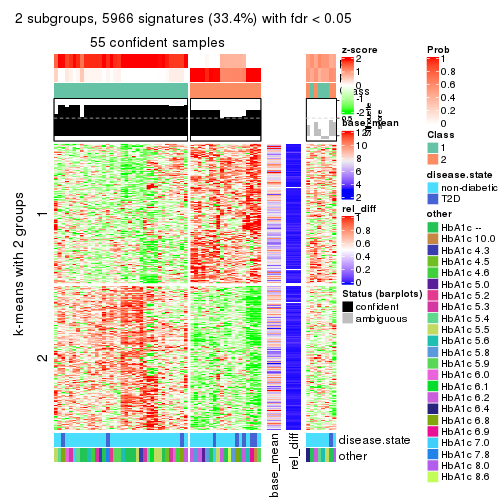 2 subgroups, 5966 signatures (33.4%) with fdr < 0.05
55 confident samples
k-means with 2 groups
1
2
base_mean
rel_diff
disease.state
other
z-score
2
1
0
-1
-2
Class
Silhouette
score
0.5
base_mean
12
8
6
4
2
rel_diff
1
0.8
0.6
0.4
0.2
0
Status (barplots)
confident
ambiguous
Prob
1
0.8
0.6
0.4
0.2
0
Class
1
2
disease.state
non-diabetic
T2D
other
HbA1c --
HbA1c 10.0
HbA1c 4.3
HbA1c 4.5
HbA1c 4.6
HbA1c 5.0
HbA1c 5.2
HbA1c 5.3
HbA1c 5.4
HbA1c 5.5
HbA1c 5.6
HbA1c 5.8
HbA1c 5.9
HbA1c 6.0
HbA1c 6.1
HbA1c 6.2
HbA1c 6.4
HbA1c 6.8
HbA1c 6.9
HbA1c 7.0
HbA1c 7.8
HbA1c 8.0
HbA1c 8.6